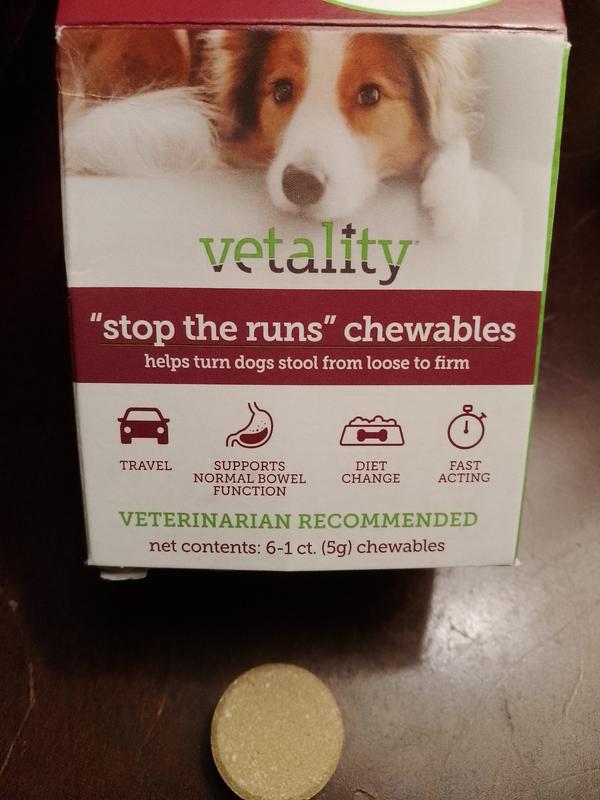 vetality
"stop the runs" chewables
helps turn dogs stool from loose to firm
TRAVEL
SUPPORTS
NORMAL BOWEL
FUNCTION
DIET
CHANGE
FAST
ACTING
VETERINARIAN RECOMMENDED
net contents: 6-1 ct. (5g) chewables